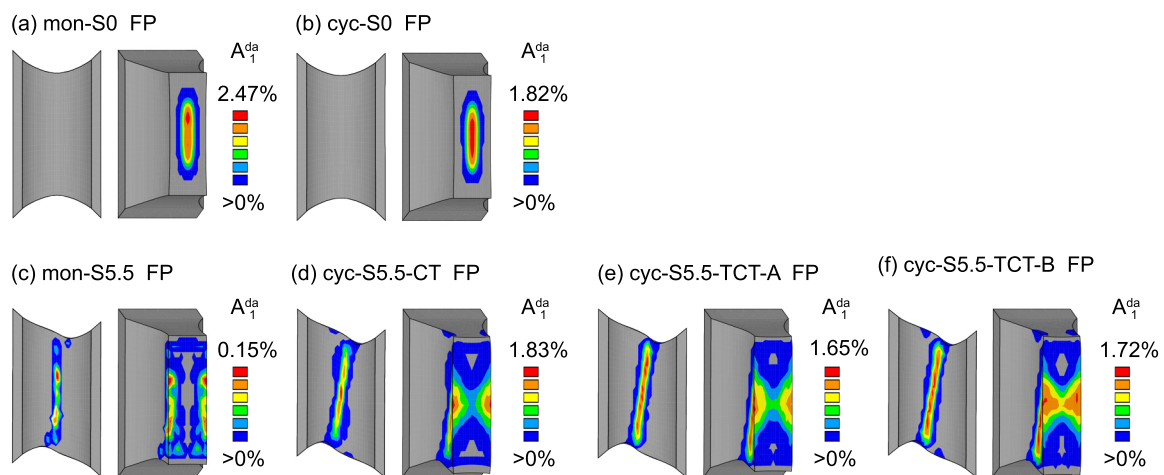 (a) mon-S0 FP
(b) cyc-S0 FP
A₁ᵈᵃ
2.47%
>0%
A₁ᵈᵃ
1.82%
>0%
(c) mon-S5.5 FP
(d) cyc-S5.5-CT FP
(e) cyc-S5.5-TCT-A FP
(f) cyc-S5.5-TCT-B FP
A₁ᵈᵃ
0.15%
>0%
A₁ᵈᵃ
1.83%
>0%
A₁ᵈᵃ
1.65%
>0%
A₁ᵈᵃ
1.72%
>0%